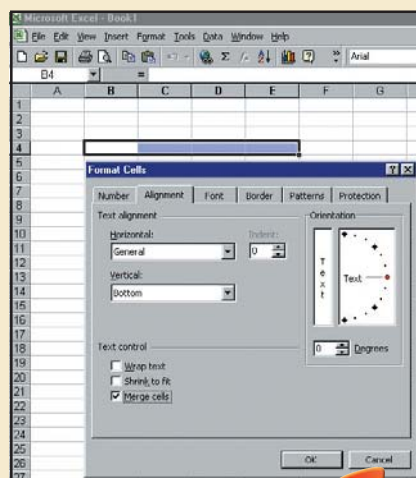 Microsoft Excel - Book1
File Edit View Insert Format Tools Data Window Help
Arial
B4 =
A B C D E F G
1
2
3
4
5
6
7
8
9
10
11
12
13
14
15
16
17
18
19
20
21
22
23
24
25
26
27
Format Cells
Number Alignment Font Border Patterns Protection
Text alignment
Horizontal: Indent:
General 0
Vertical:
Bottom
Orientation
Text
Text
0 Degrees
Text control
Wrap text
Shrink to fit
Merge cells
OK Cancel